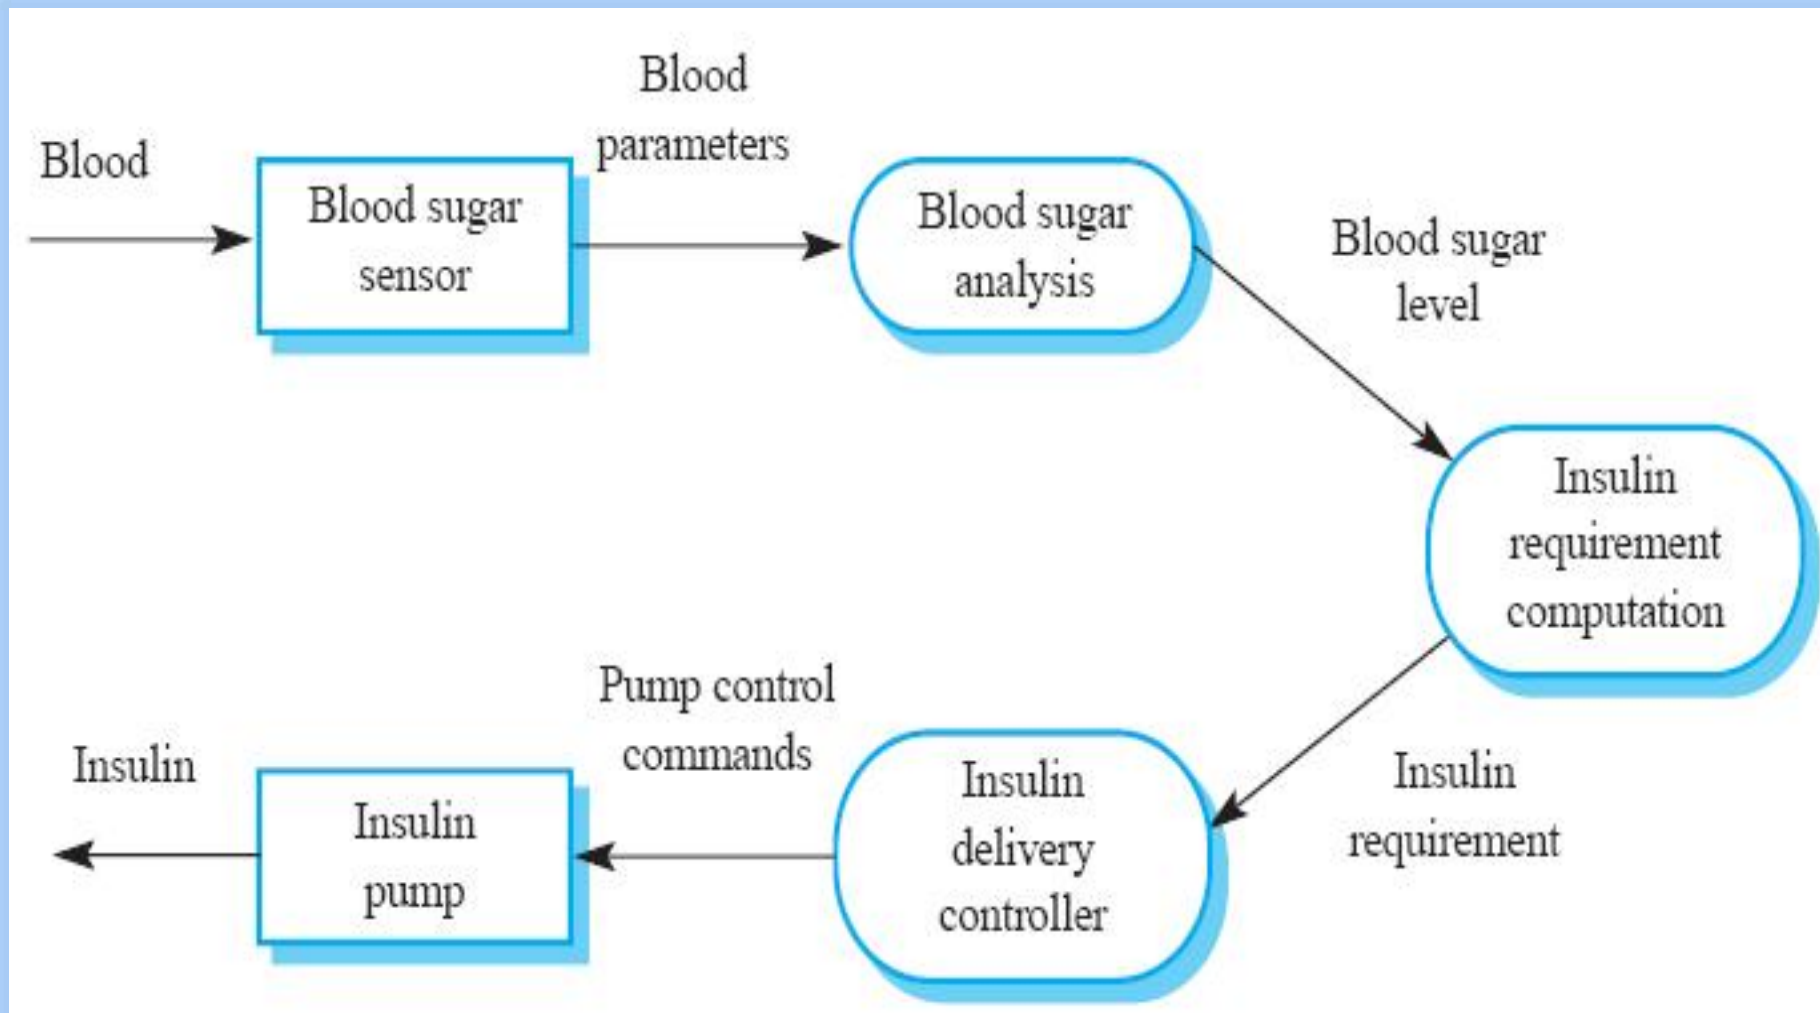 Blood
Blood sugar
sensor
Blood
parameters
Blood sugar
analysis
Blood sugar
level
Insulin
requirement
computation
Insulin
requirement
Insulin
delivery
controller
Pump control
commands
Insulin
pump
Insulin